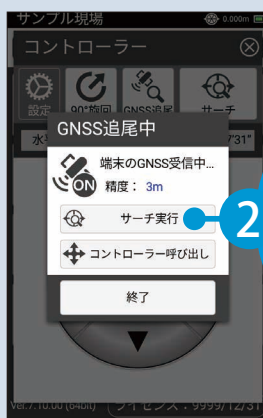 サンプル現場 0.000m
コントローラー
設定 90°旋回 GNSS追尾 サーチ
水平 7'31"
GNSS追尾中
端末のGNSS受信中...
ON 精度： 3m
サーチ実行
2
コントローラー呼び出し
終了
Ver.7.10.00 (64bit) ライセンス：9999/12/31